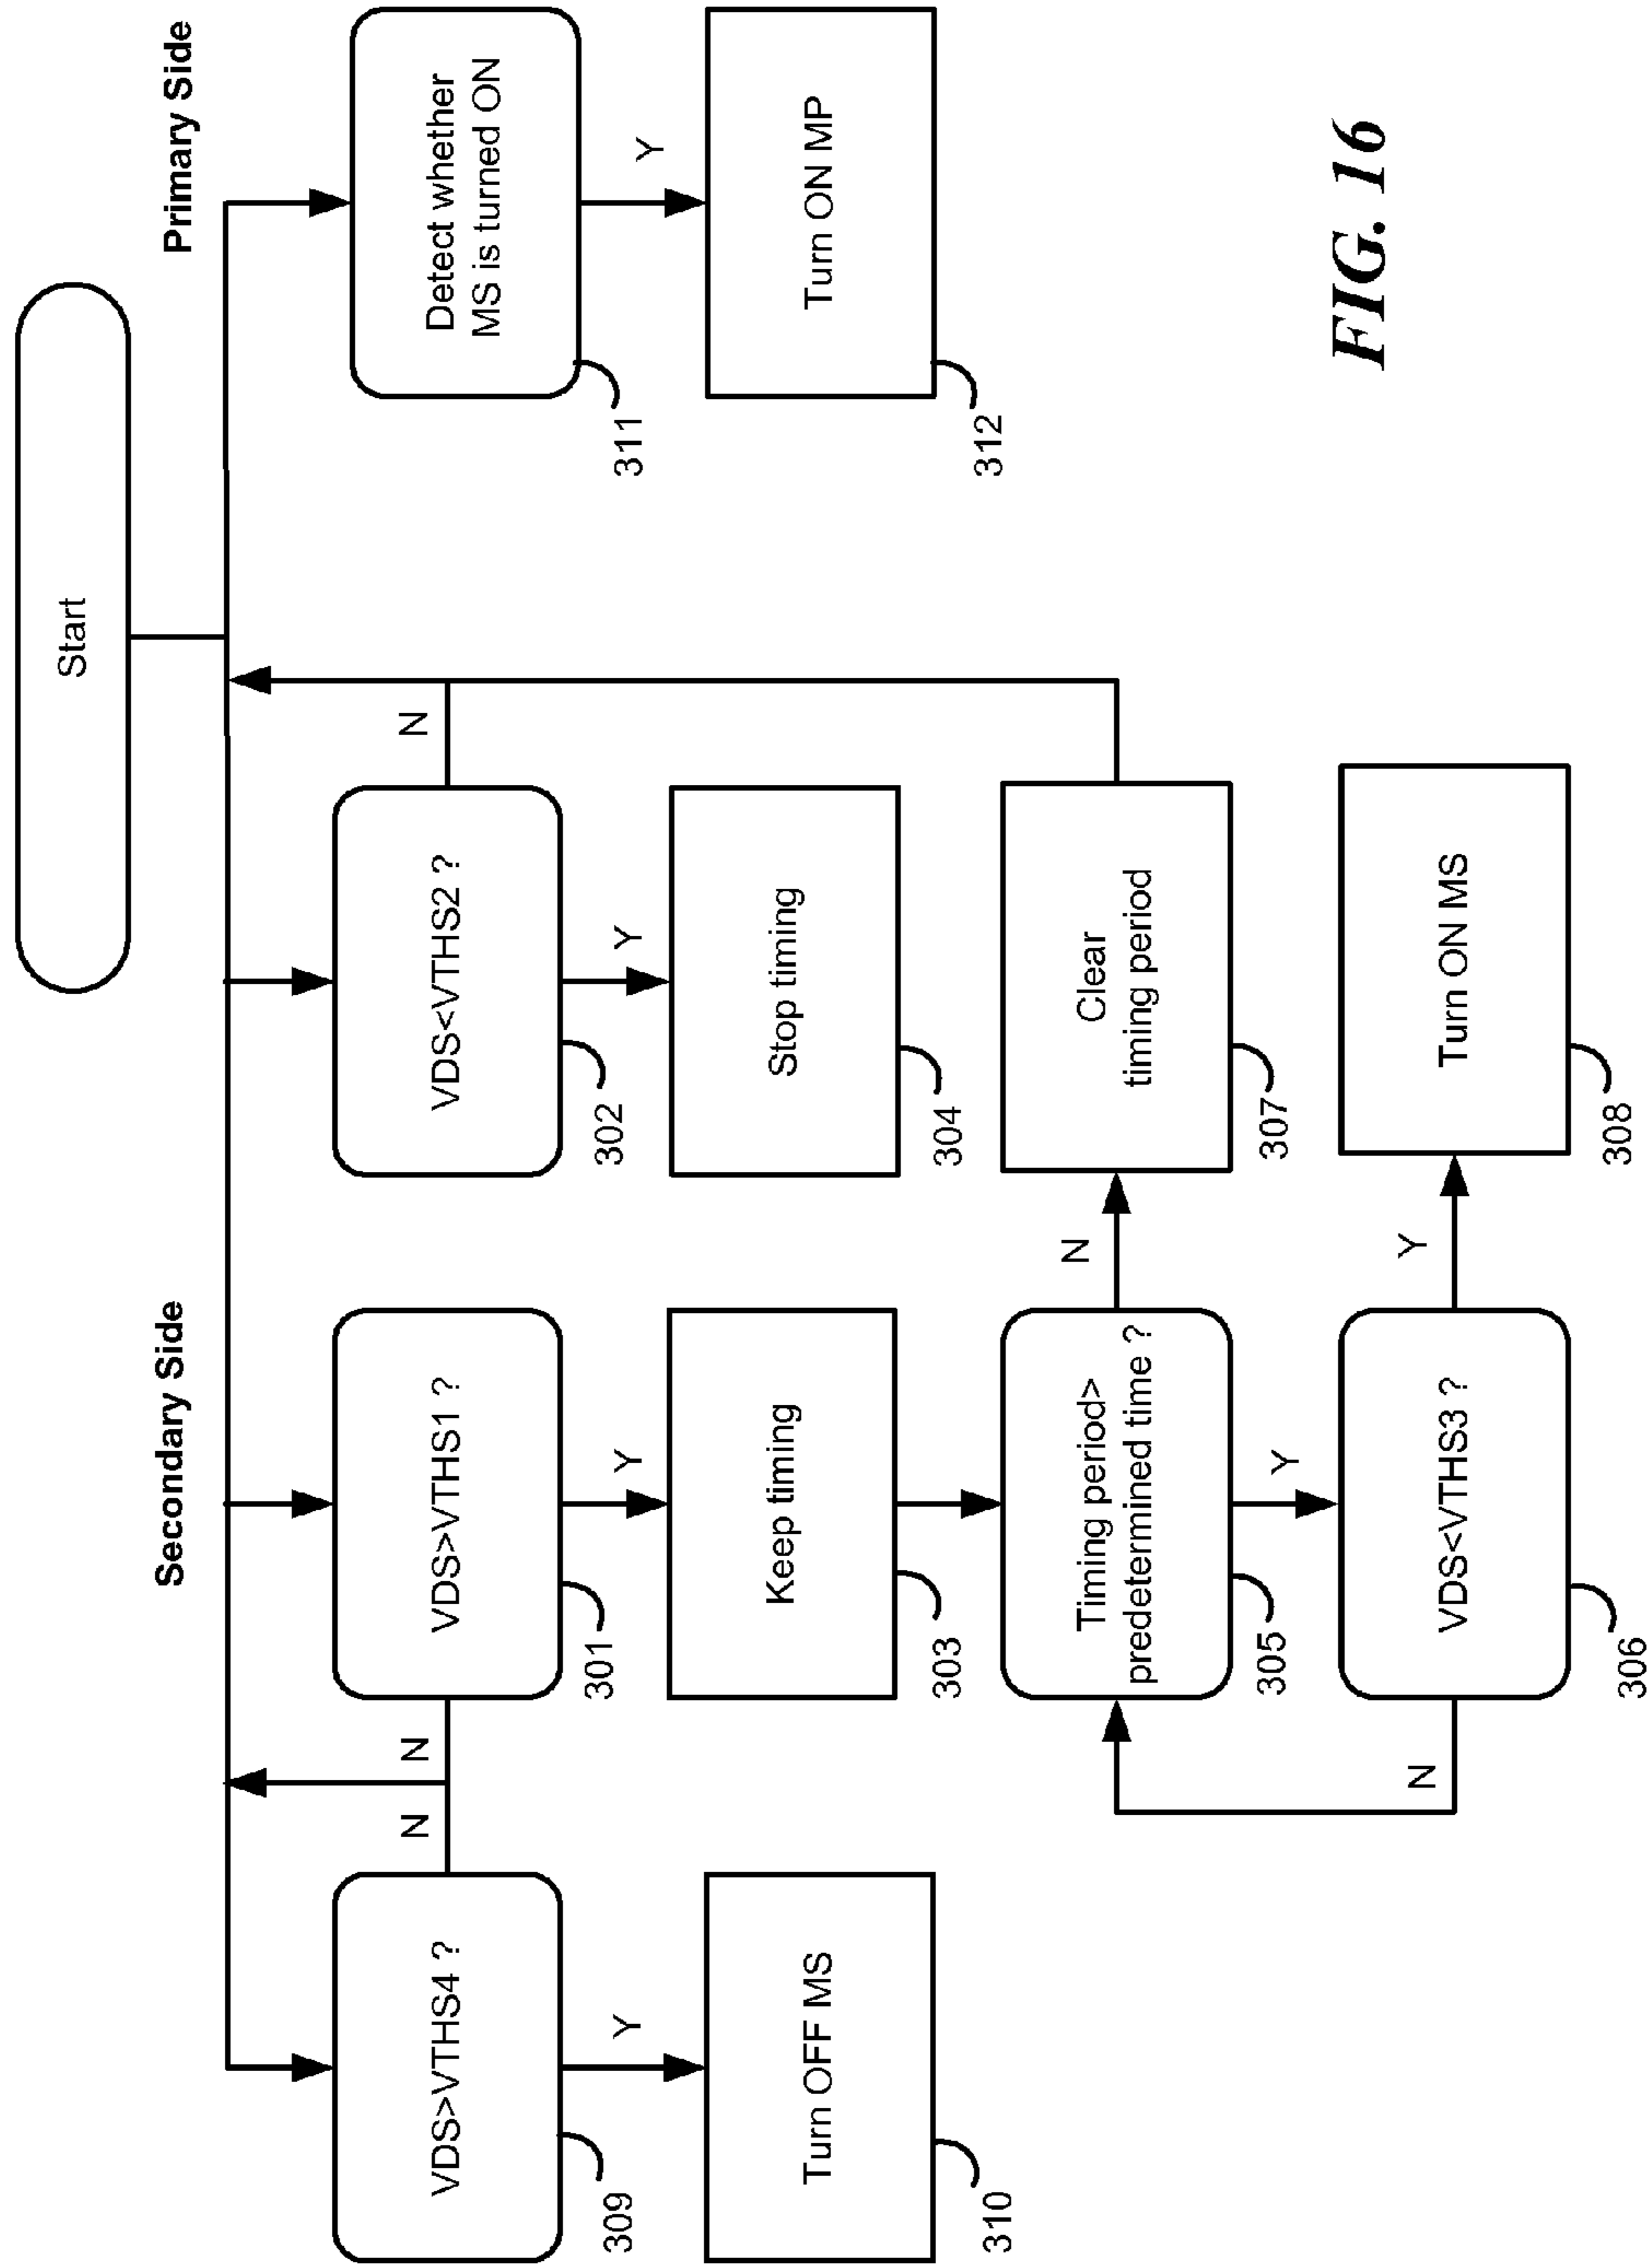 Start
Secondary Side
Primary Side
VDS>VTHS4 ?
309
N
Y
Turn OFF MS
310
VDS>VTHS1 ?
301
N
Y
Keep timing
303
Timing period>
predetermined time ?
305
N
Y
VDS<VTHS3 ?
306
N
Y
VDS<VTHS2 ?
302
N
Y
Stop timing
304
Clear
timing period
307
Turn ON MS
308
Detect whether
MS is turned ON
311
Y
Turn ON MP
312
FIG. 16